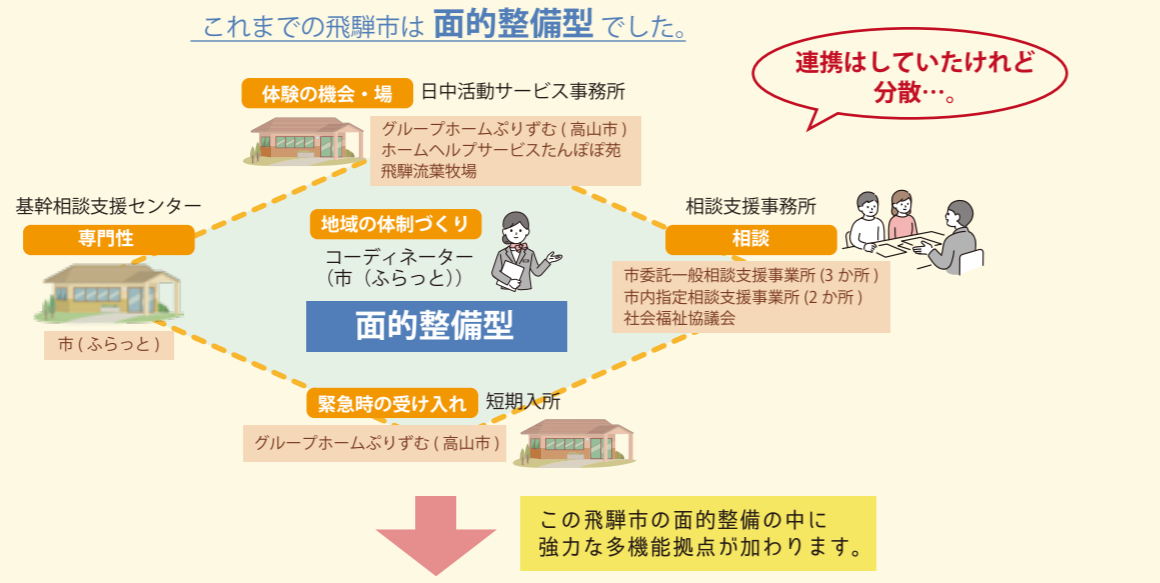 これまでの飛騨市は 面的整備型 でした。
連携はしていたけれど
分散…。
体験の機会・場
日中活動サービス事務所
グループホームぷりずむ(高山市)
ホームヘルプサービスたんぽぽ苑
飛騨流葉牧場
基幹相談支援センター
専門性
市(ふらっと)
地域の体制づくり
コーディネーター
(市(ふらっと))
面的整備型
相談支援事務所
相談
市委託一般相談支援事業所(3か所)
市内指定相談支援事業所(2か所)
社会福祉協議会
緊急時の受け入れ
短期入所
グループホームぷりずむ(高山市)
この飛騨市の面的整備の中に
強力な多機能拠点が加わります。